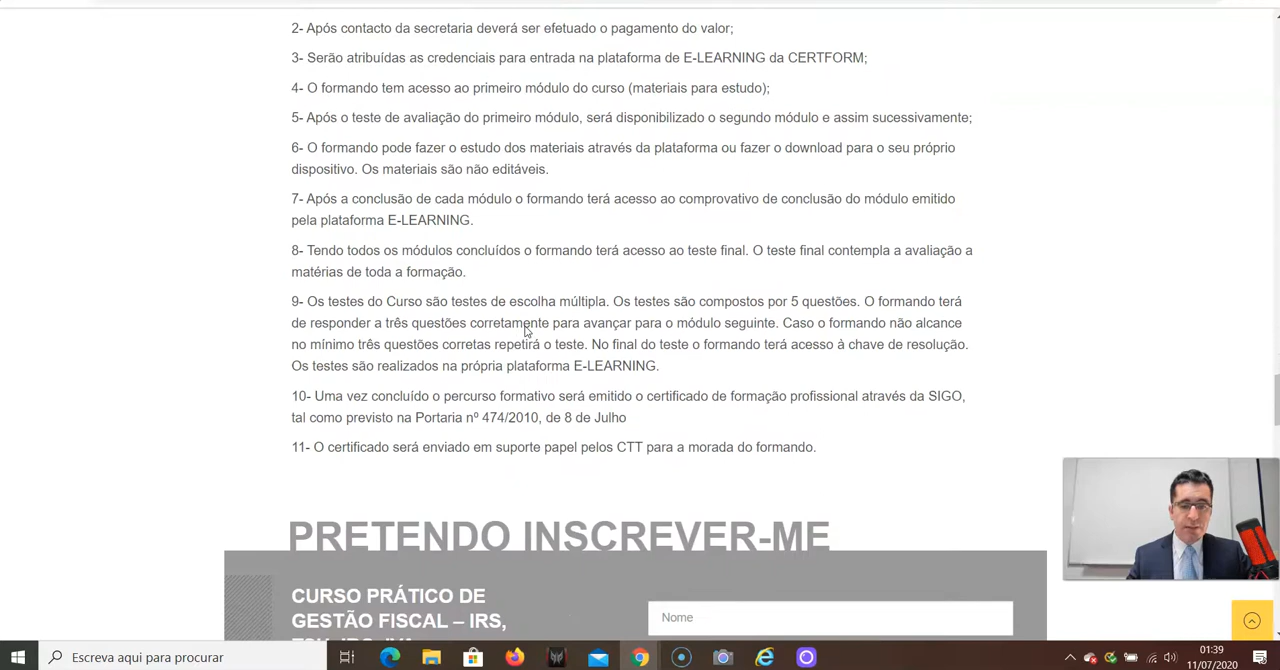 2- Após contacto da secretaria deverá ser efetuado o pagamento do valor;
3- Serão atribuídas as credenciais para entrada na plataforma de E-LEARNING da CERTFORM;
4- O formando tem acesso ao primeiro módulo do curso (materiais para estudo);
5- Após o teste de avaliação do primeiro módulo, será disponibilizado o segundo módulo e assim sucessivamente;
6- O formando pode fazer o estudo dos materiais através da plataforma ou fazer o download para o seu próprio
dispositivo. Os materiais são não editáveis.
7- Após a conclusão de cada módulo o formando terá acesso ao comprovativo de conclusão do módulo emitido
pela plataforma E-LEARNING.
8- Tendo todos os módulos concluídos o formando terá acesso ao teste final. O teste final contempla a avaliação a
matérias de toda a formação.
9- Os testes do Curso são testes de escolha múltipla. Os testes são compostos por 5 questões. O formando terá
de responder a três questões corretamente para avançar para o módulo seguinte. Caso o formando não alcance
no mínimo três questões corretas repetirá o teste. No final do teste o formando terá acesso à chave de resolução.
Os testes são realizados na própria plataforma E-LEARNING.
10- Uma vez concluído o percurso formativo será emitido o certificado de formação profissional através da SIGO,
tal como previsto na Portaria nº 474/2010, de 8 de Julho
11- O certificado será enviado em suporte papel pelos CTT para a morada do formando.
PRETENDO INSCREVER-ME
CURSO PRÁTICO DE
GESTÃO FISCAL – IRS,
Nome
Escreva aqui para procurar
01:39
11/07/2020